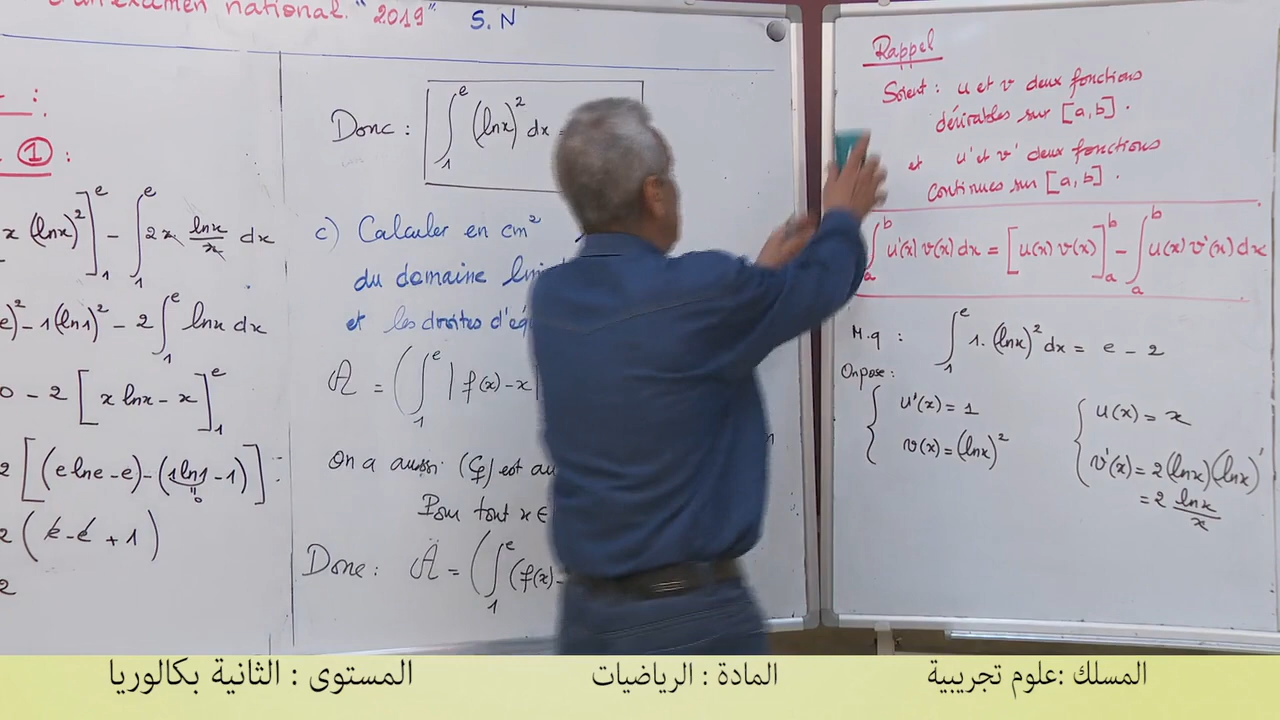 d'un examen national "2019" S.N
① :
x (lnx)²]₁ᵉ - ∫₁ᵉ 2x lnx/x dx
e)² - 1(ln1)² - 2 ∫₁ᵉ lnx dx
0 - 2 [x lnx - x]₁ᵉ
2 [(e lne - e) - (1ln1 - 1)]
"0
2 (e - e + 1)
2
Donc : ∫₁ᵉ (lnx)² dx =
c) Calculer en cm²
du domaine
et les droites
A = (∫₁ᵉ | f(x) - x |
On a aussi (Cf) est au
Pour tout x ∈
Donc : A = (∫₁ᵉ (f(x) -
Rappel
Soient : u et v deux fonctions
dérivables sur [a,b] .
et u' et v' deux fonctions
continues sur [a,b] .
∫ₐᵇ u'(x) v(x) dx = [u(x) v(x)]ₐᵇ - ∫ₐᵇ u(x) v'(x) dx
M.q : ∫₁ᵉ 1. (lnx)² dx = e - 2
On pose :
{ u'(x) = 1
v(x) = (lnx)²
{ u(x) = x
v'(x) = 2(lnx)(lnx)'
= 2 lnx/x
المستوى : الثانية بكالوريا
المادة : الرياضيات
المسلك :علوم تجريبية